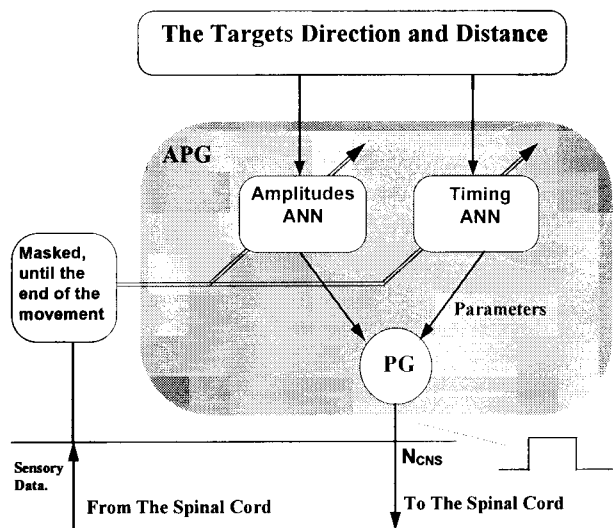 The Targets Direction and Distance
APG
Amplitudes
ANN
Timing
ANN
Masked,
until the
end of the
movement
Parameters
PG
Sensory
Data.
From The Spinal Cord
NCNS
To The Spinal Cord